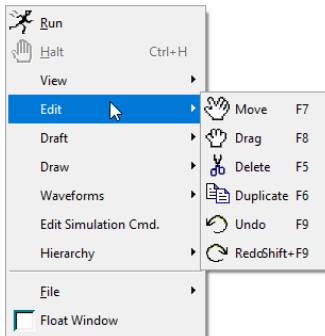 Run
Halt Ctrl+H
View
Edit
Draft
Draw
Waveforms
Edit Simulation Cmd.
Hierarchy
File
Float Window
Move F7
Drag F8
Delete F5
Duplicate F6
Undo F9
RedoShift+F9